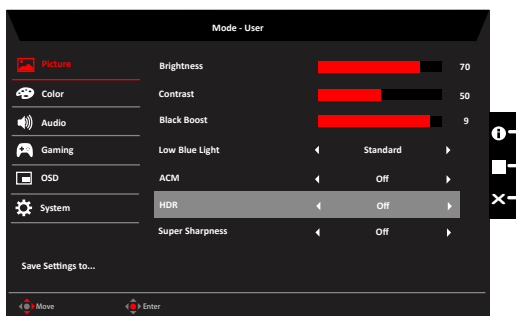 Mode - User
Picture
Color
Audio
Gaming
OSD
System
Save Settings to...
Brightness 70
Contrast 50
Black Boost 9
Low Blue Light Standard
ACM Off
HDR Off
Super Sharpness Off
Move Enter